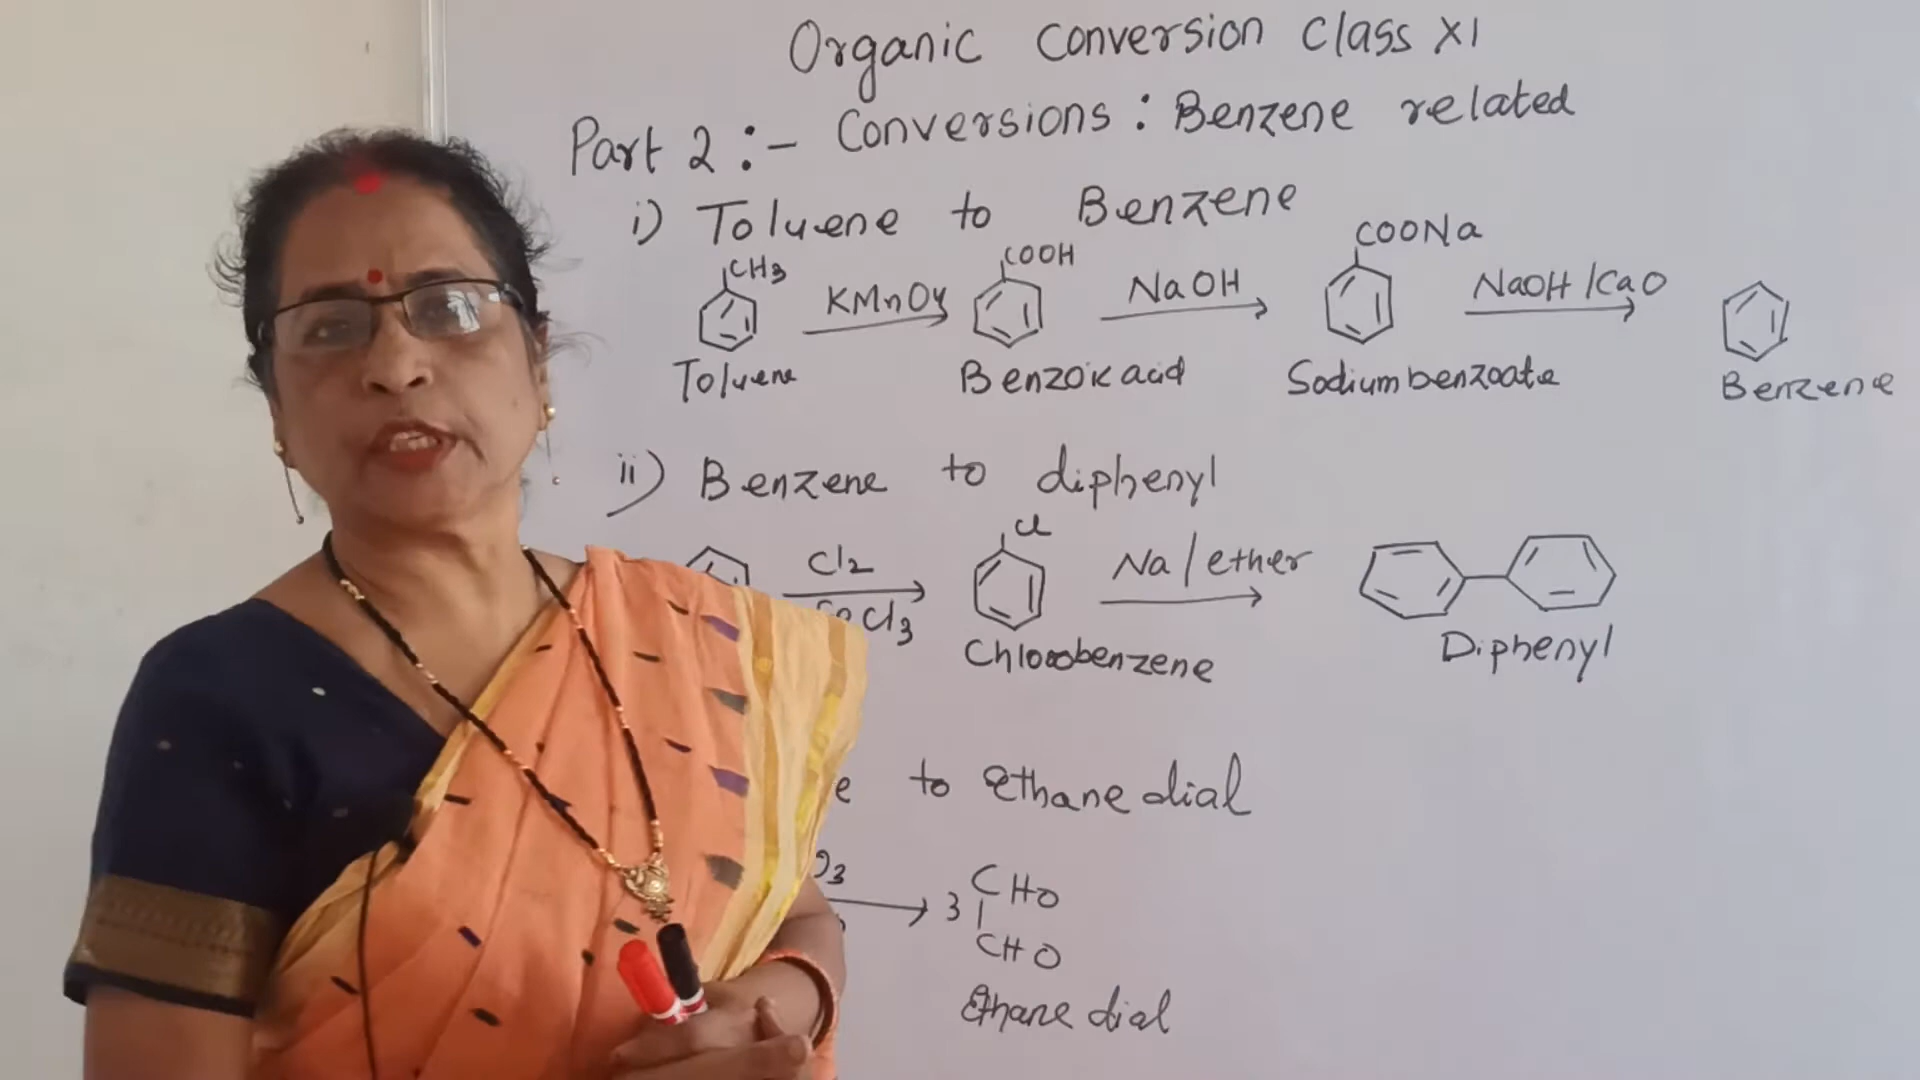 Organic conversion class XI
Part 2 :- Conversions : Benzene related
i) Toluene to Benzene
CH3 KMnO4 COOH NaOH COONa NaOH/CaO
Toluene Benzoic acid Sodium benzoate Benzene
ii) Benzene to diphenyl
Cl2 Cl Na/ether
Cl3
Chlorobenzene Diphenyl
e to Ethane dial
O3 3 CHO
CHO
Ethane dial